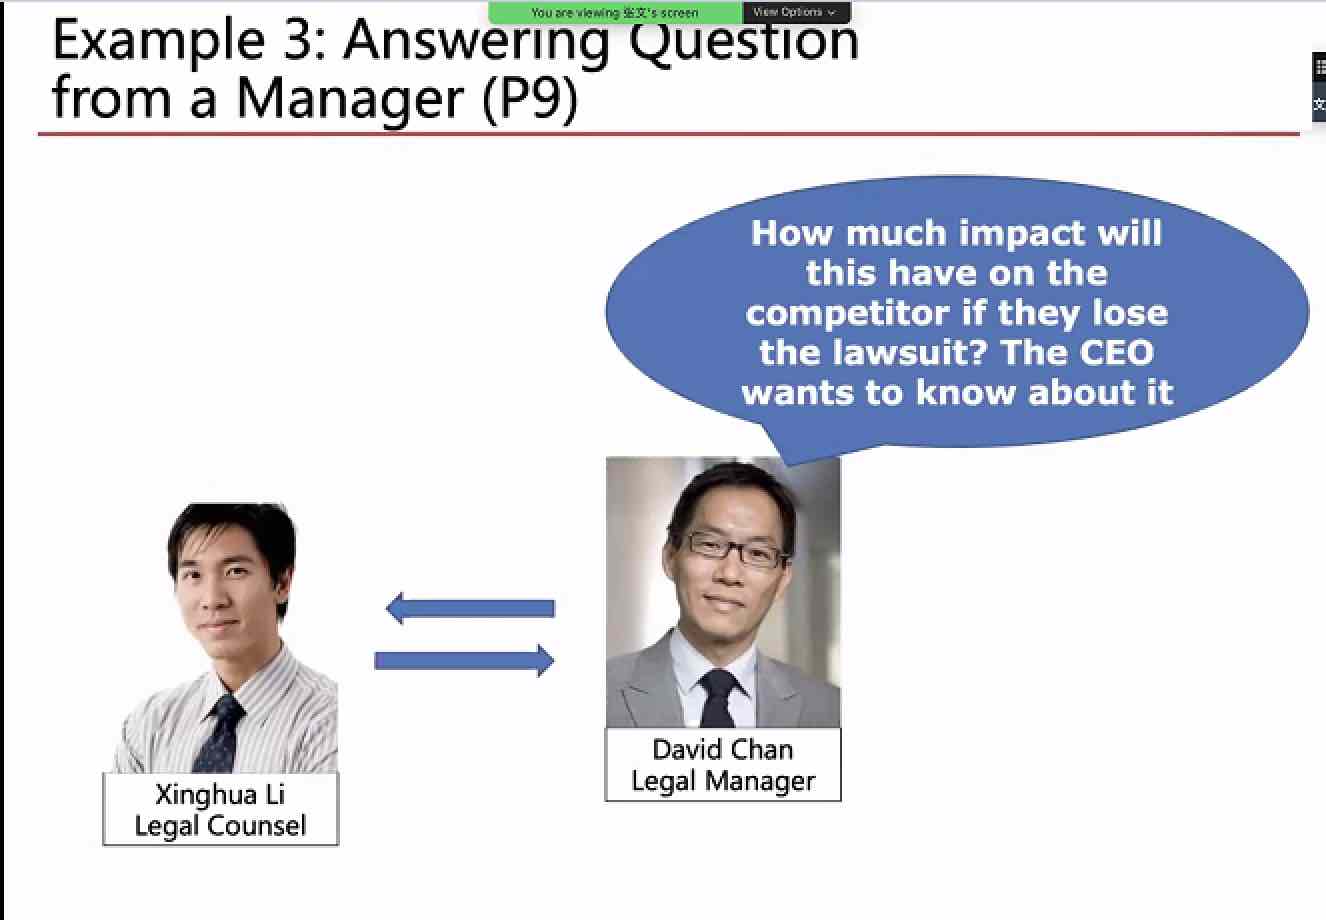 You are viewing 张文's screen
View Options
Example 3: Answering Question
from a Manager (P9)
文
How much impact will
this have on the
competitor if they lose
the lawsuit? The CEO
wants to know about it
David Chan
Legal Manager
Xinghua Li
Legal Counsel